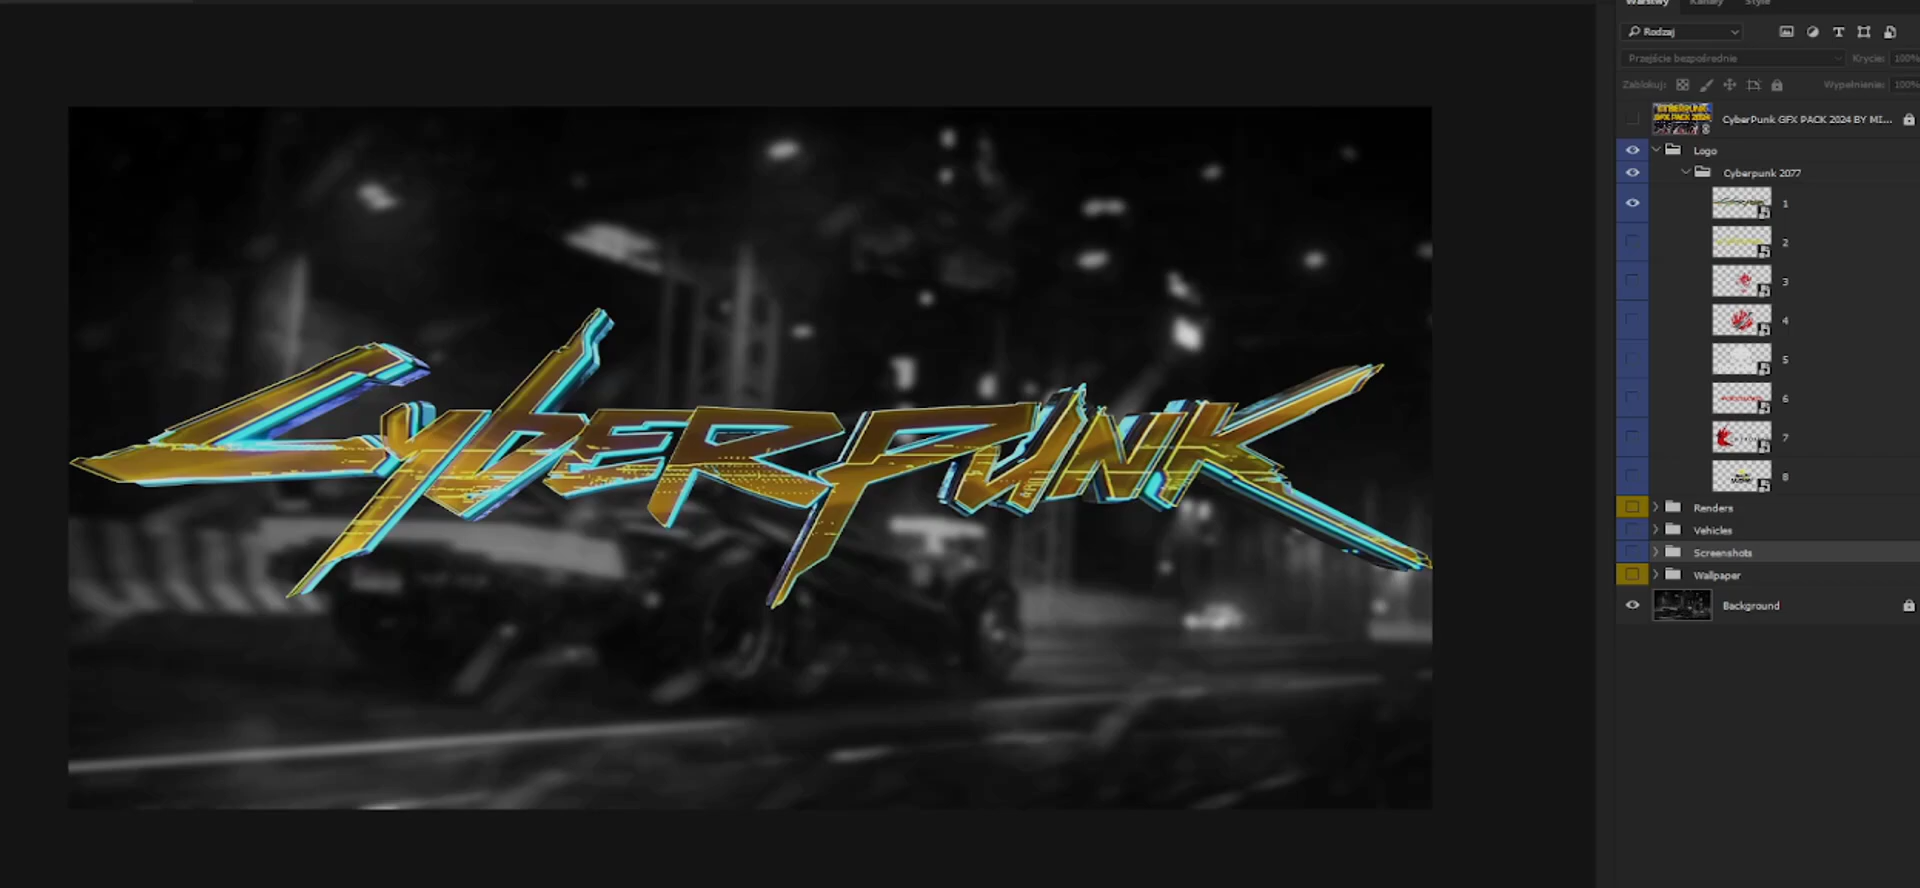 Warstwy Kanały Style
Rodzaj
Przejście bezpośrednie Krycie: 100%
Zablokuj: Wypełnienie: 100%
CyberPunk GFX PACK 2024 BY MI...
Logo
Cyberpunk 2077
1
2
3
4
5
6
7
8
Renders
Vehicles
Screenshots
Wallpaper
Background
CYBERPUNK